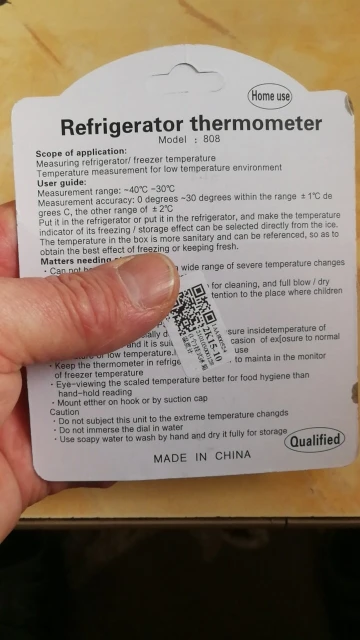 Home use
Refrigerator thermometer
Model : 808
Scope of application:
Measuring refrigerator/ freezer temperature
Temperature measurement for low temperature environment
User guide:
Measurement range: -40℃ -30℃
Measurement accuracy: 0 degrees -30 degrees within the range ±1℃ de
grees C, the other range of ±2℃
Put it in the refrigerator or put it in the refrigerator, and make the temperature
indicator of its freezing / storage effect can be selected directly from the ice.
The temperature in the box is more sanitary and can be referenced, so as to
obtain the best effect of freezing or keeping fresh.
Matters needing
· Can not wide range of severe temperature changes
for cleaning, and full blow / dry
tention to the place where children
sure insidetemperature of
and it is casion of ex[osure to normal
or low temperature. use
· Keep the thermometer in refrige to mainta in the monitor
of freezer temperature
· Eye-viewing the scaled temperature better for food hygiene than
hand-hold reading
· Mount etther on hook or by suction cap
Caution
· Do not subject this unit to the extreme temperature changds
· Do not immerse the dial in water
· Use soapy water to wash by hand and dry it fully for storage
Qualified
MADE IN CHINA